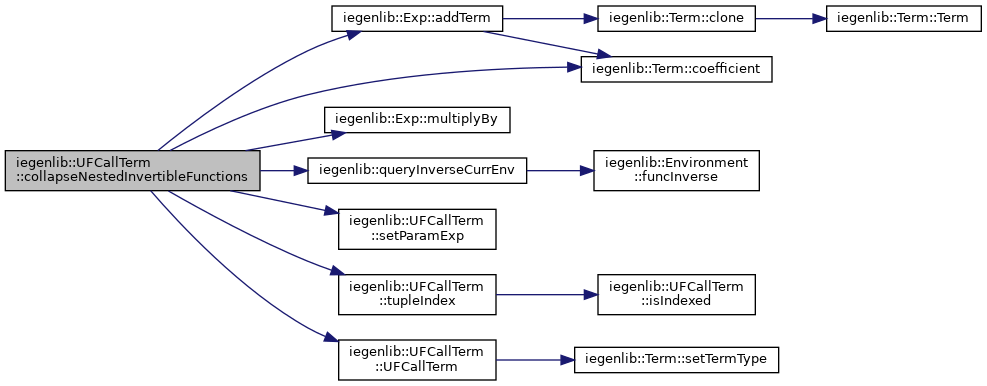 iegenlib::UFCallTerm
::collapseNestedInvertibleFunctions
iegenlib::Exp::addTerm
iegenlib::Term::clone
iegenlib::Term::Term
iegenlib::Term::coefficient
iegenlib::Exp::multiplyBy
iegenlib::queryInverseCurrEnv
iegenlib::Environment
::funcInverse
iegenlib::UFCallTerm
::setParamExp
iegenlib::UFCallTerm
::tupleIndex
iegenlib::UFCallTerm
::isIndexed
iegenlib::UFCallTerm
::UFCallTerm
iegenlib::Term::setTermType